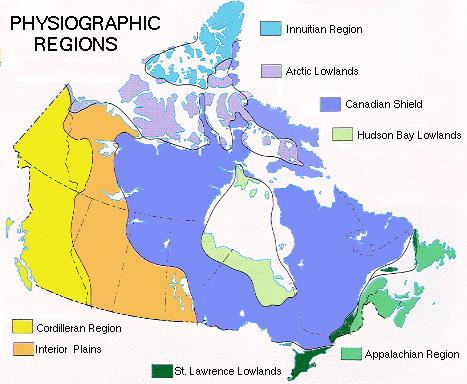 PHYSIOGRAPHIC
REGIONS
Innuitian Region
Arctic Lowlands
Canadian Shield
Hudson Bay Lowlands
Cordilleran Region
Interior Plains
St. Lawrence Lowlands
Appalachian Region